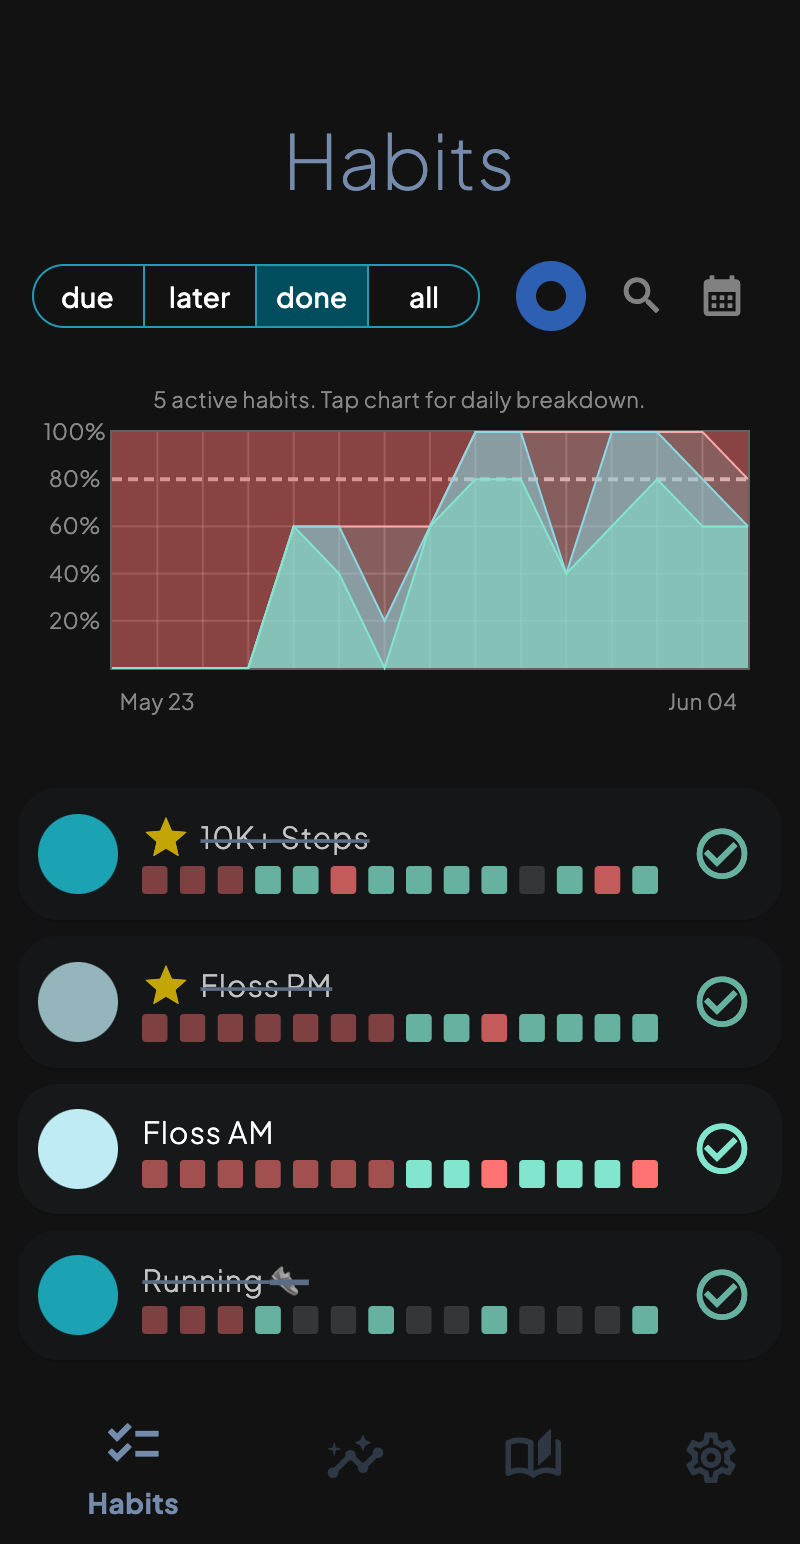 Habits
due later done all
5 active habits. Tap chart for daily breakdown.
100%
80%
60%
40%
20%
May 23 Jun 04
10K+ Steps
Floss PM
Floss AM
Running
Habits